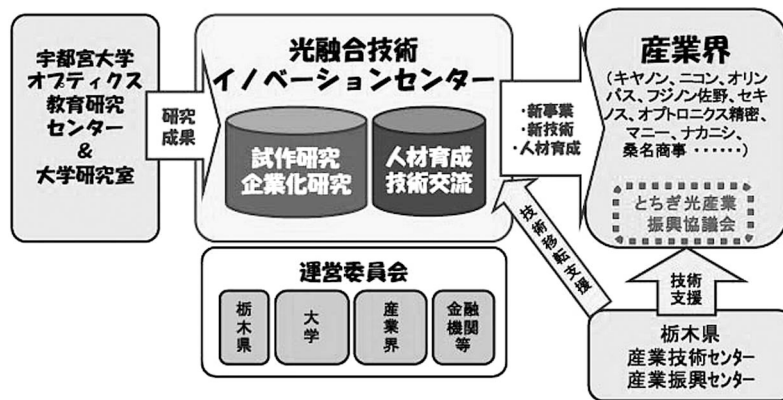 宇都宮大学
オプティクス
教育研究
センター
&
大学研究室
研究
成果
光融合技術
イノベーションセンター
試作研究
企業化研究
人材育成
技術交流
・新事業
・新技術
・人材育成
産業界
(キヤノン、ニコン、オリン
パス、フジノン佐野、セキ
ノス、オプトロニクス精密、
マニー、ナカニシ、
桑名商事 ‥‥‥)
とちぎ光産業
振興協議会
技術移転支援
技術
支援
運営委員会
栃木県
大学
産業界
金融
機関等
栃木県
産業技術センター
産業振興センター